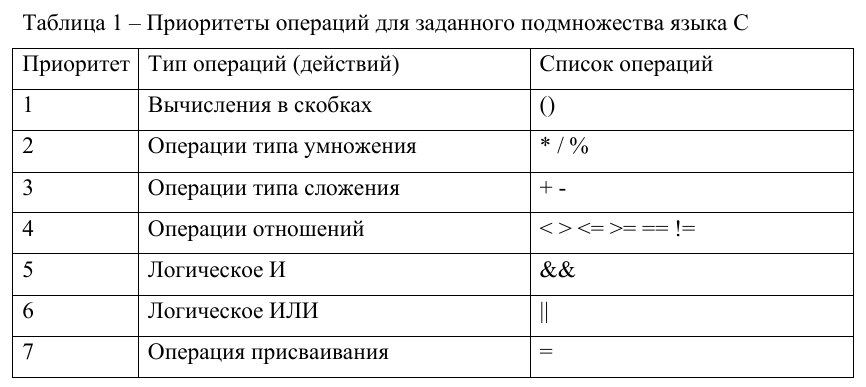 Таблица 1 – Приоритеты операций для заданного подмножества языка С
Приоритет Тип операций (действий) Список операций
1 Вычисления в скобках ()
2 Операции типа умножения * / %
3 Операции типа сложения + -
4 Операции отношений < > <= >= == !=
5 Логическое И &&
6 Логическое ИЛИ ||
7 Операция присваивания =